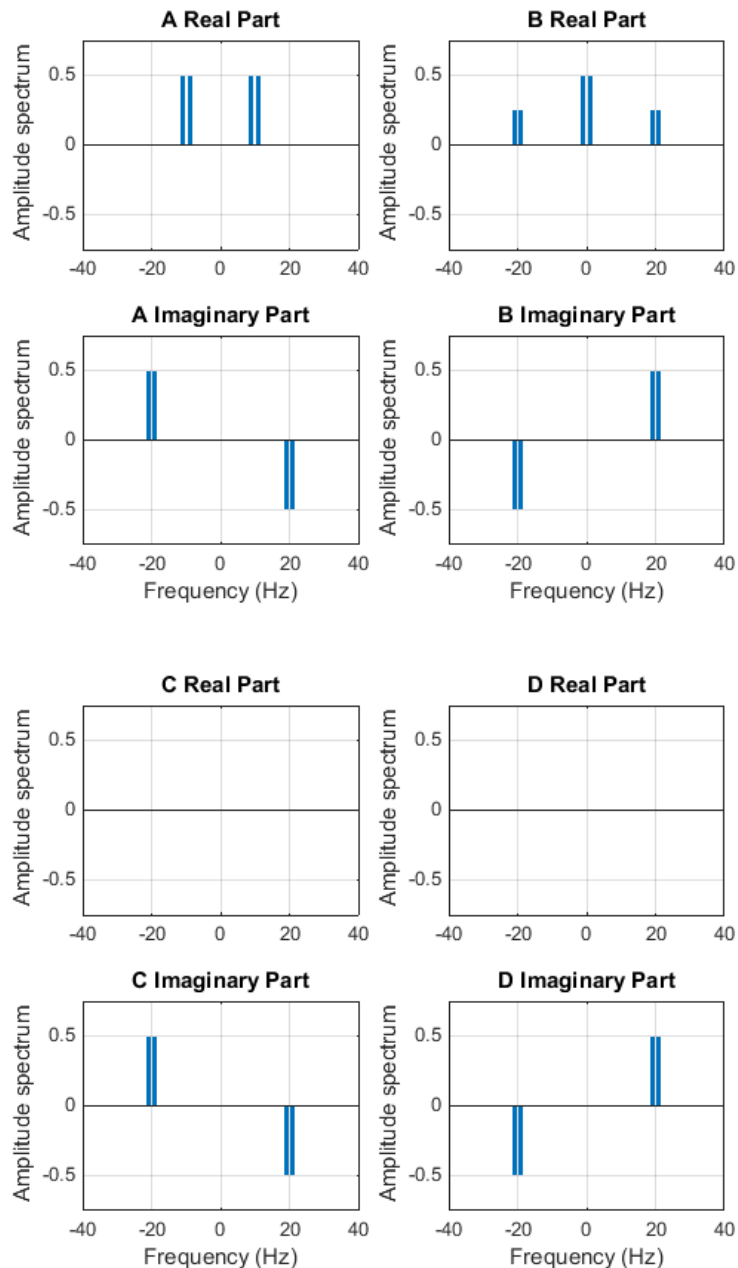 A Real Part
B Real Part
Amplitude spectrum
0.5
0
-0.5
-40 -20 0 20 40
Amplitude spectrum
0.5
0
-0.5
-40 -20 0 20 40
A Imaginary Part
B Imaginary Part
Amplitude spectrum
0.5
0
-0.5
-40 -20 0 20 40
Frequency (Hz)
Amplitude spectrum
0.5
0
-0.5
-40 -20 0 20 40
Frequency (Hz)
C Real Part
D Real Part
Amplitude spectrum
0.5
0
-0.5
-40 -20 0 20 40
Amplitude spectrum
0.5
0
-0.5
-40 -20 0 20 40
C Imaginary Part
D Imaginary Part
Amplitude spectrum
0.5
0
-0.5
-40 -20 0 20 40
Frequency (Hz)
Amplitude spectrum
0.5
0
-0.5
-40 -20 0 20 40
Frequency (Hz)